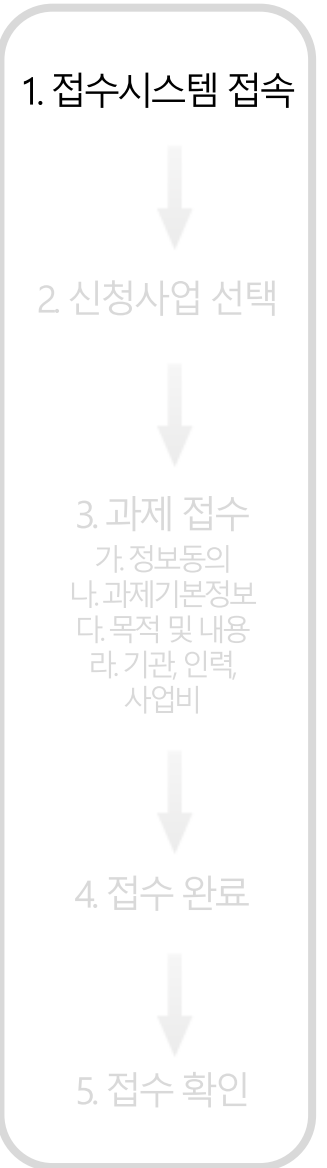 1. 접수시스템 접속
2. 신청사업 선택
3. 과제 접수
가. 정보동의
나. 과제기본정보
다. 목적 및 내용
라. 기관, 인력,
사업비
4. 접수 완료
5. 접수 확인